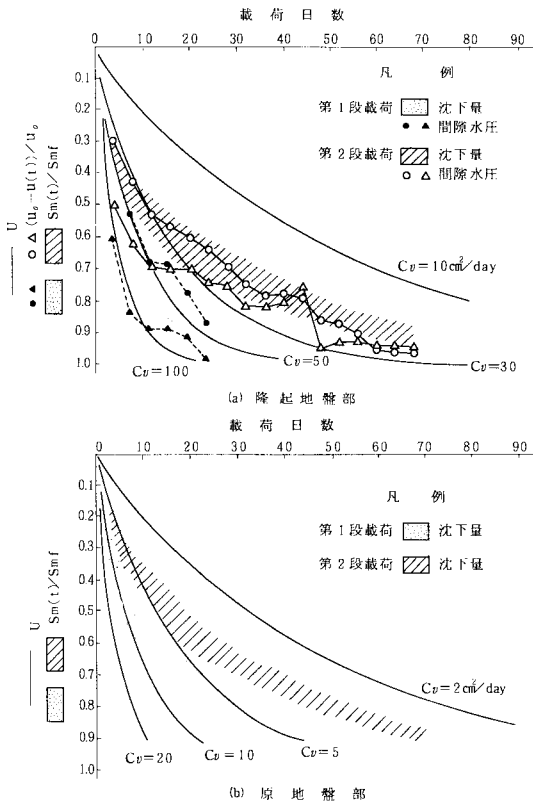 載荷日数
0 10 20 30 40 50 60 70 80 90
0.1
0.2
0.3
0.4
0.5
0.6
0.7
0.8
0.9
1.0
U
(u₀-u(t))/u₀
Sm(t)/Smf
凡例
第1段載荷 沈下量
間隙水圧
第2段載荷 沈下量
間隙水圧
Cv=10cm²/day
Cv=100
Cv=50
Cv=30
(a) 隆起地盤部
載荷日数
0 10 20 30 40 50 60 70 80 90
0.1
0.2
0.3
0.4
0.5
0.6
0.7
0.8
0.9
1.0
U
Sm(t)/Smf
凡例
第1段載荷 沈下量
第2段載荷 沈下量
Cv=2cm²/day
Cv=20
Cv=10
Cv=5
(b) 原地盤部